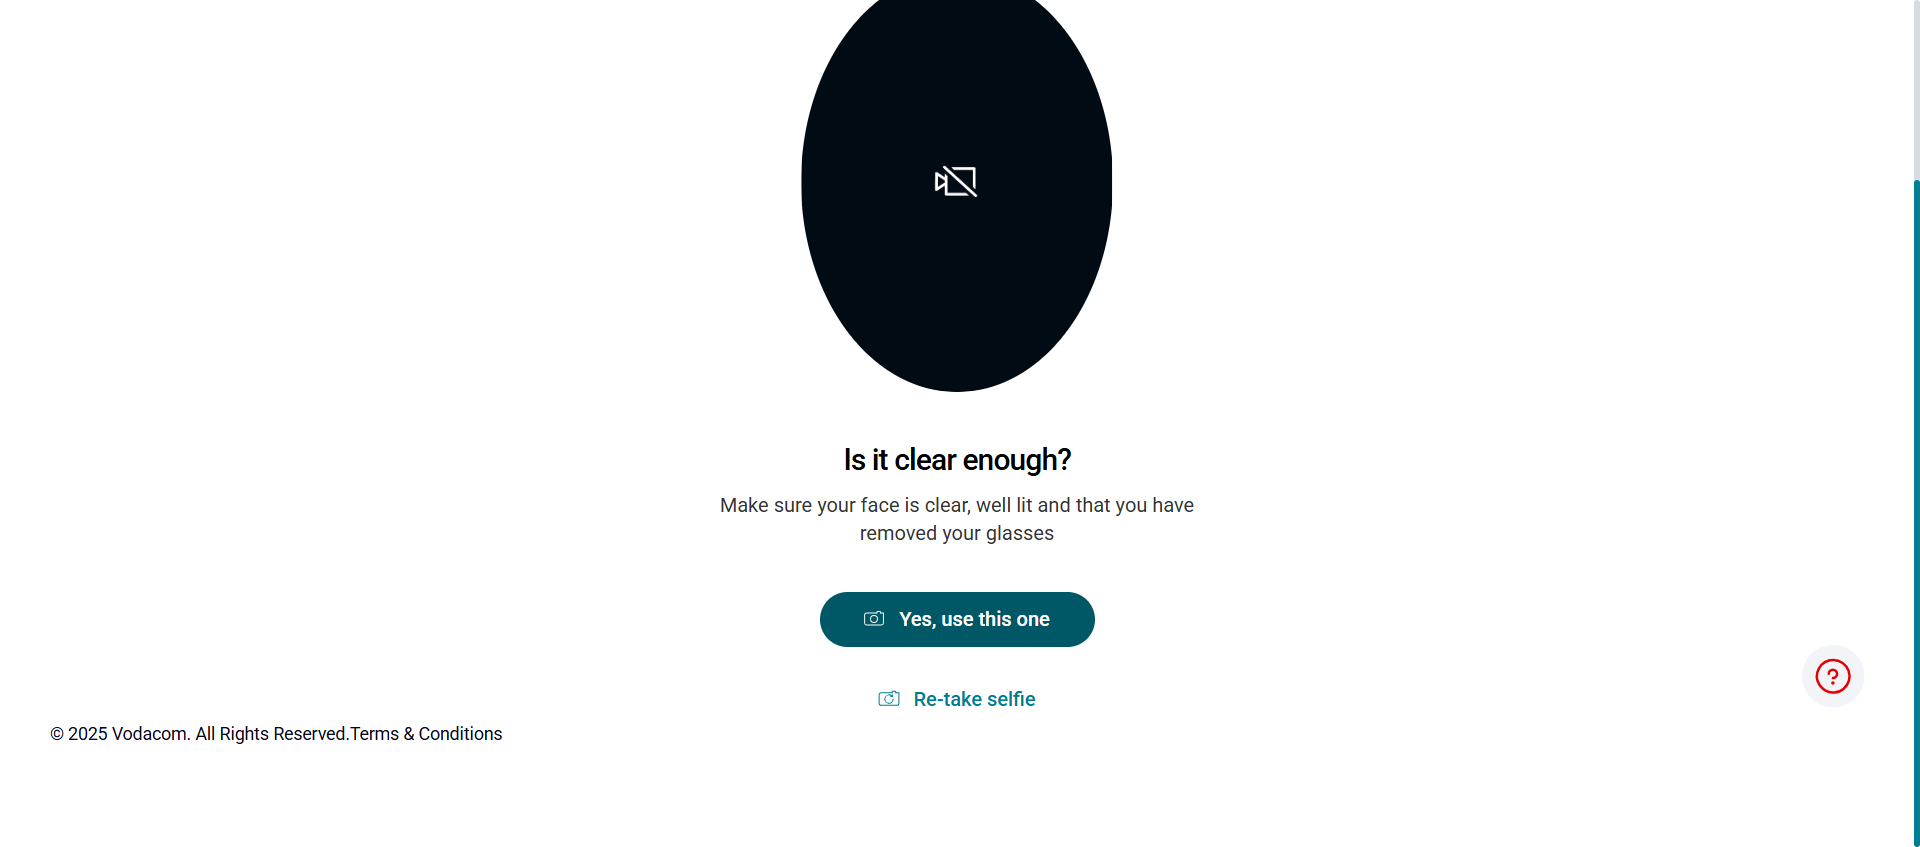 Is it clear enough?
Make sure your face is clear, well lit and that you have
removed your glasses
Yes, use this one
Re-take selfie
© 2025 Vodacom. All Rights Reserved.Terms & Conditions